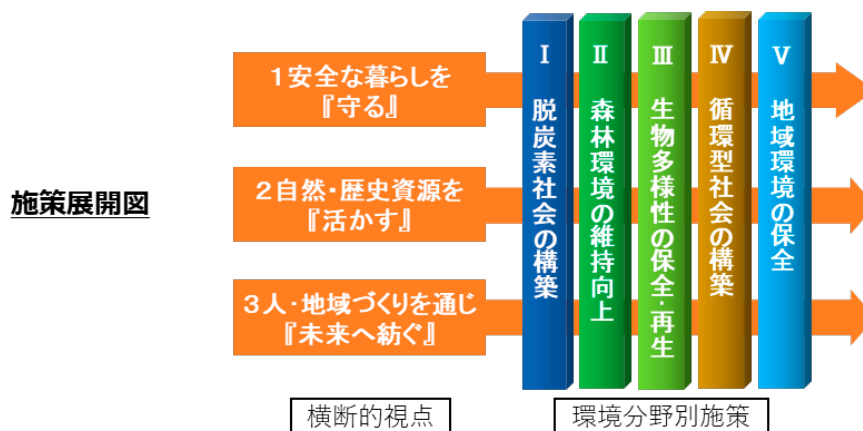 施策展開図
1安全な暮らしを
『守る』
2自然・歴史資源を
『活かす』
3人・地域づくりを通じ
『未来へ紡ぐ』
Ⅰ 脱炭素社会の構築
Ⅱ 森林環境の維持向上
Ⅲ 生物多様性の保全・再生
Ⅳ 循環型社会の構築
Ⅴ 地域環境の保全
横断的視点
環境分野別施策